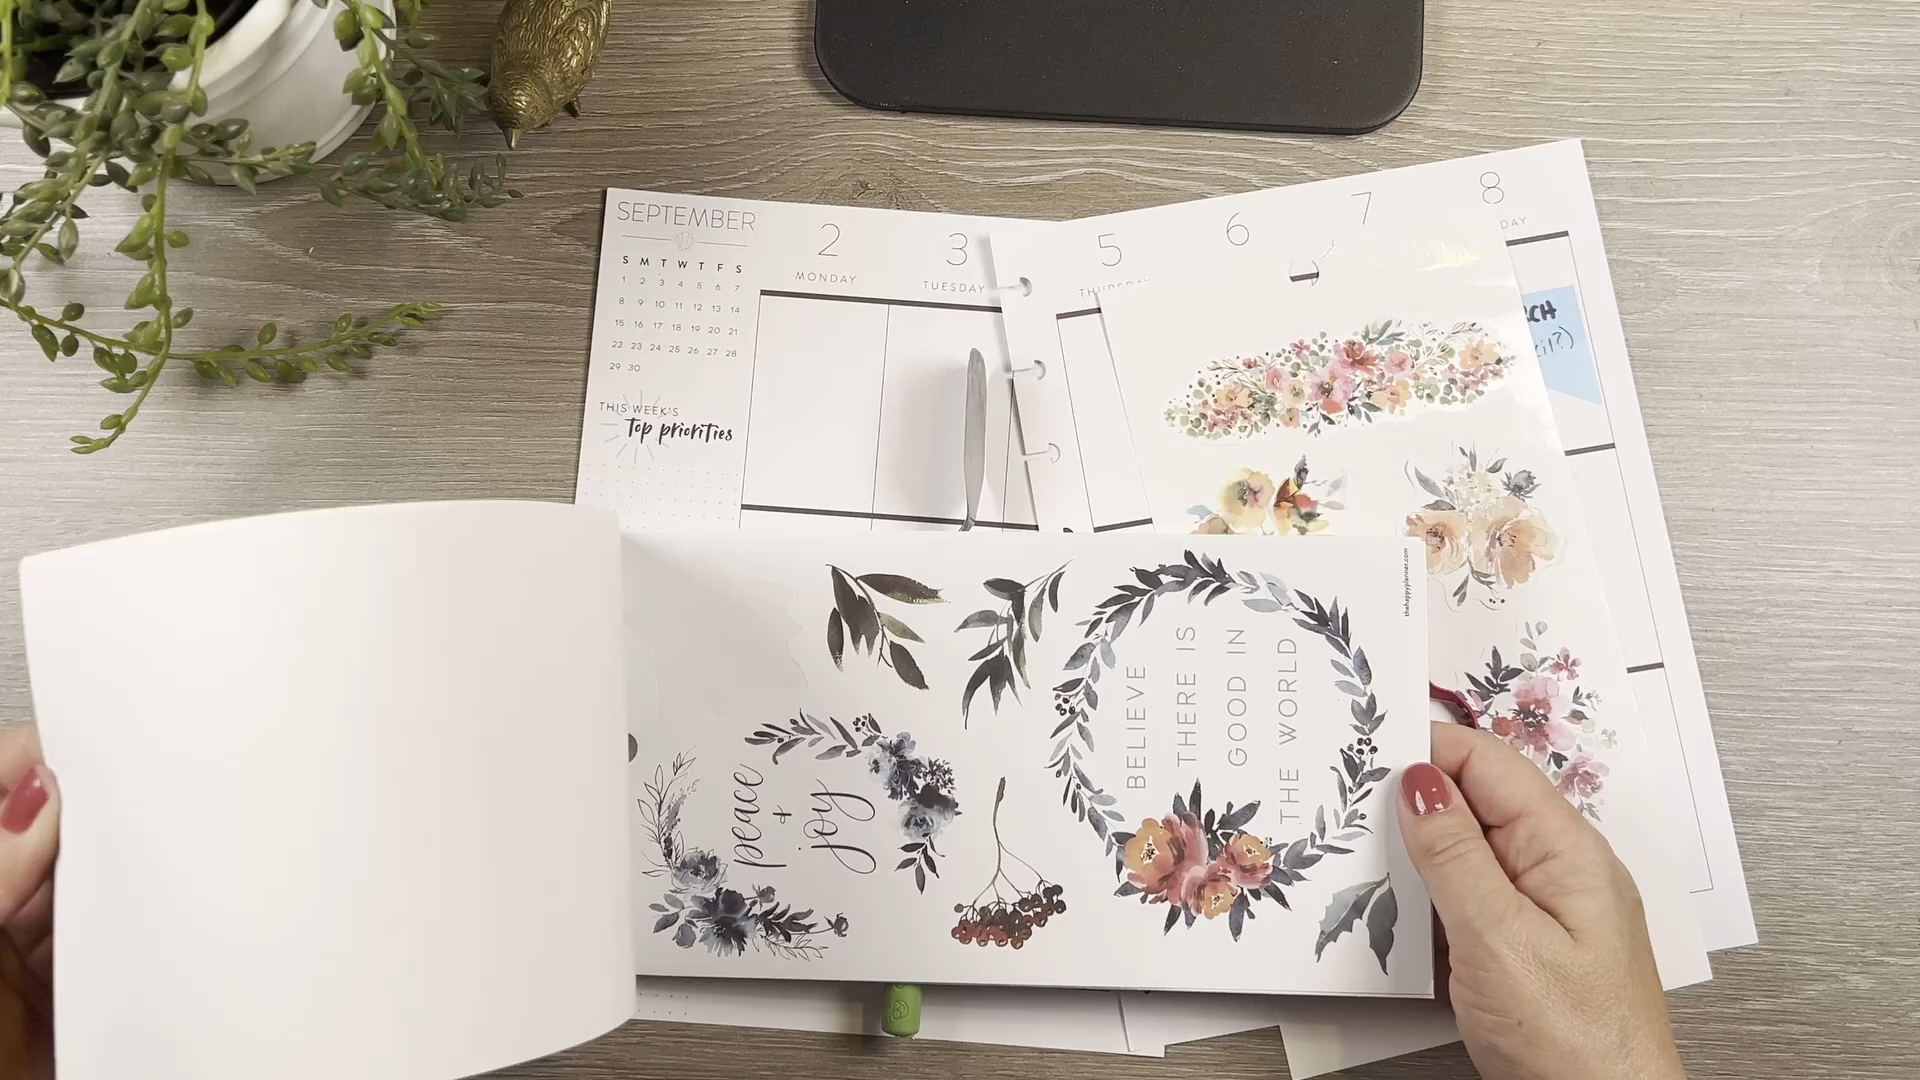 SEPTEMBER
S M T W T F S
1 2 3 4 5 6 7
8 9 10 11 12 13 14
15 16 17 18 19 20 21
22 23 24 25 26 27 28
29 30
THIS WEEK'S
top priorities
2
MONDAY
3
TUESDAY
5
6
7
8
thehappyplanner.com
BELIEVE
THERE IS
GOOD IN
THE WORLD
peace
+
joy